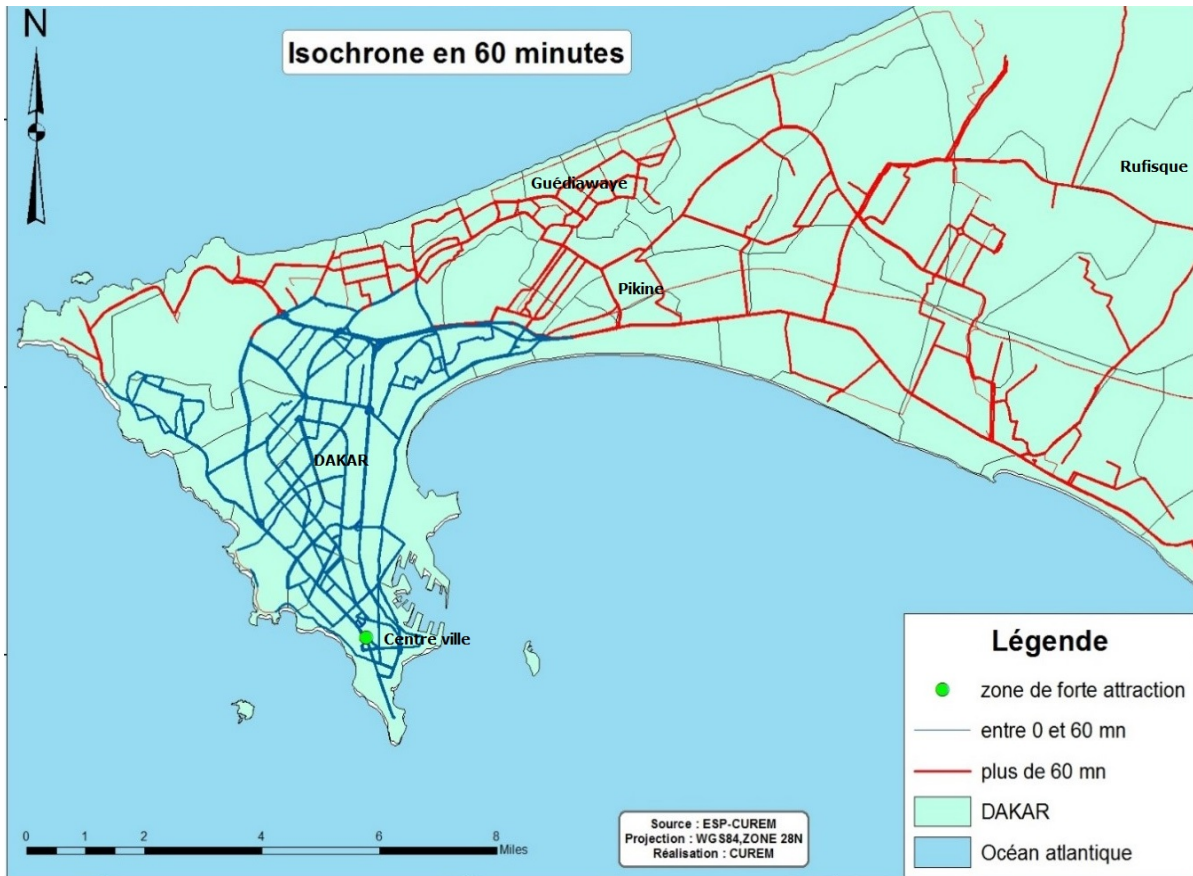 N
Isochrone en 60 minutes
Rufisque
Guédiawaye
Pikine
DAKAR
Centre ville
Légende
zone de forte attraction
entre 0 et 60 mn
plus de 60 mn
DAKAR
Océan atlantique
0 1 2 4 6 8
Miles
Source : ESP-CUREM
Projection : WGS84,ZONE 28N
Réalisation : CUREM